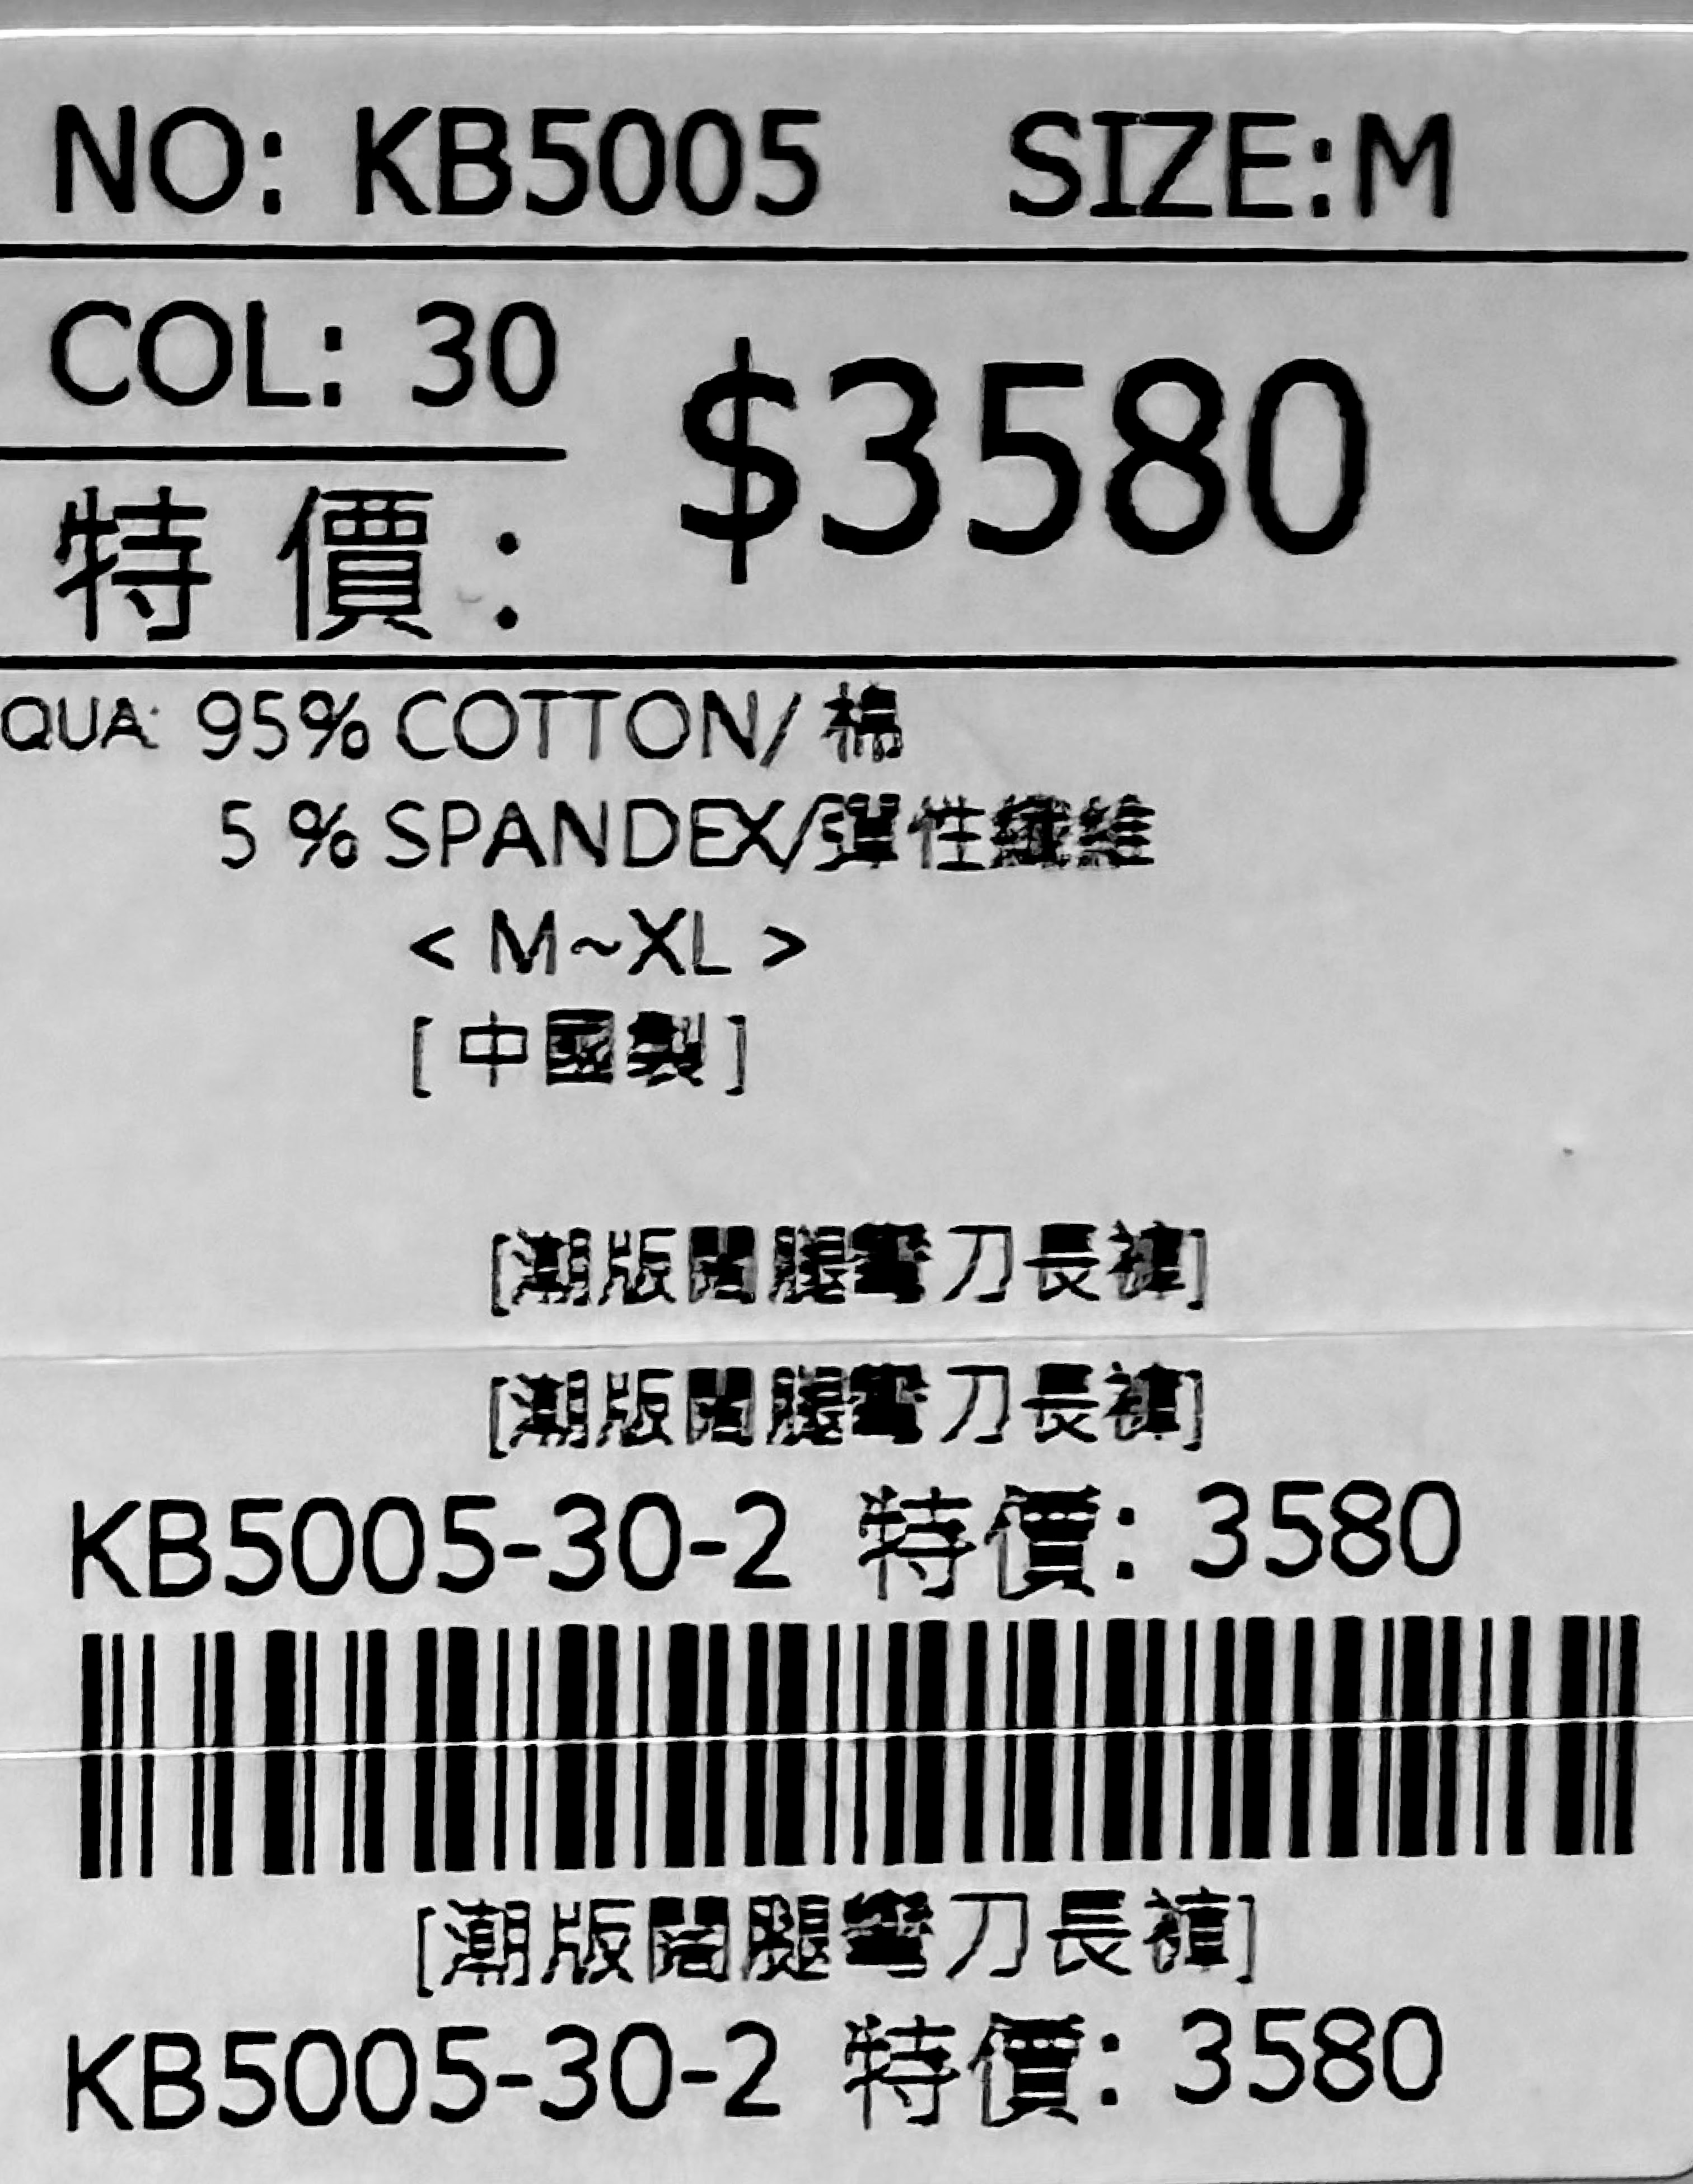 NO: KB5005 SIZE:M
COL: 30
$3580
特 價 :
QUA: 95% COTTON/ 棉
5 % SPANDEX/彈性纖維
< M~XL >
[ 中國製 ]
[潮版闊腿彎刀長褲]
[潮版闊腿彎刀長褲]
KB5005-30-2 特價: 3580
[潮版闊腿彎刀長褲]
KB5005-30-2 特價: 3580